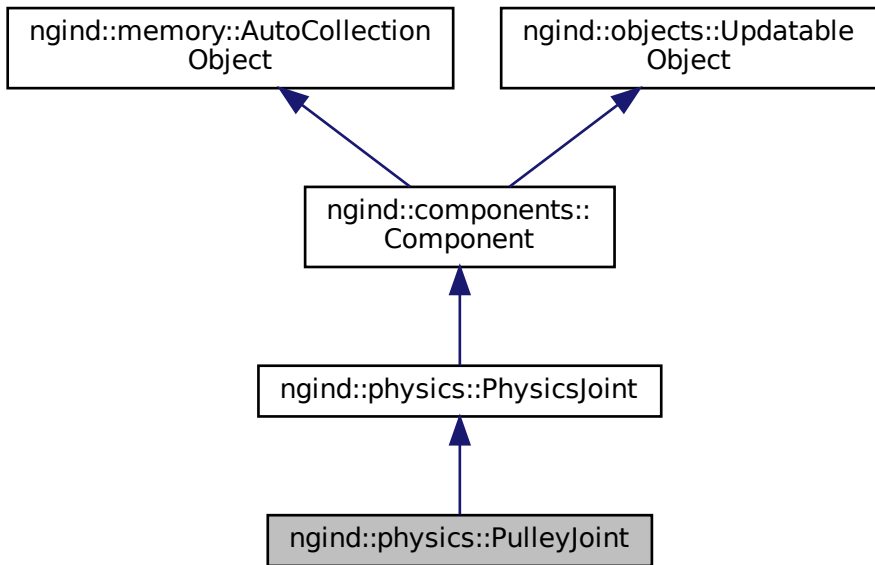 ngind::memory::AutoCollection
Object
ngind::objects::Updatable
Object
ngind::components::
Component
ngind::physics::PhysicsJoint
ngind::physics::PulleyJoint